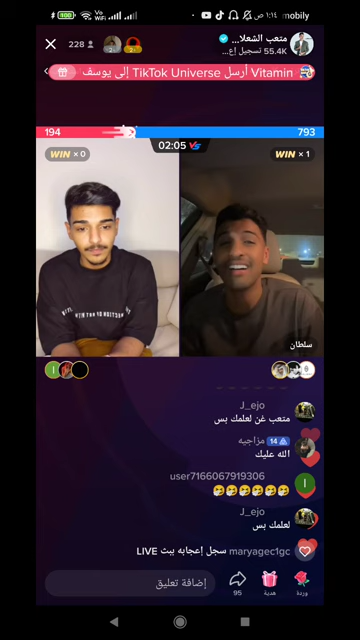 ١:١٤ ص mobily
متعب الشعلا...
55.4K تسجيل إع...
228
Vitamin أرسل TikTok Universe إلى يوسف
194
793
02:05
WIN x 0
WIN x 1
سلطان
J_ejo
متعب غن لعلمك بس
مزاجيه 14
الله عليك
user7166067919306
J_ejo
لعلمك بس
maryagec1gc سجل إعجابه ببث LIVE
إضافة تعليق
95
هدية
وردة